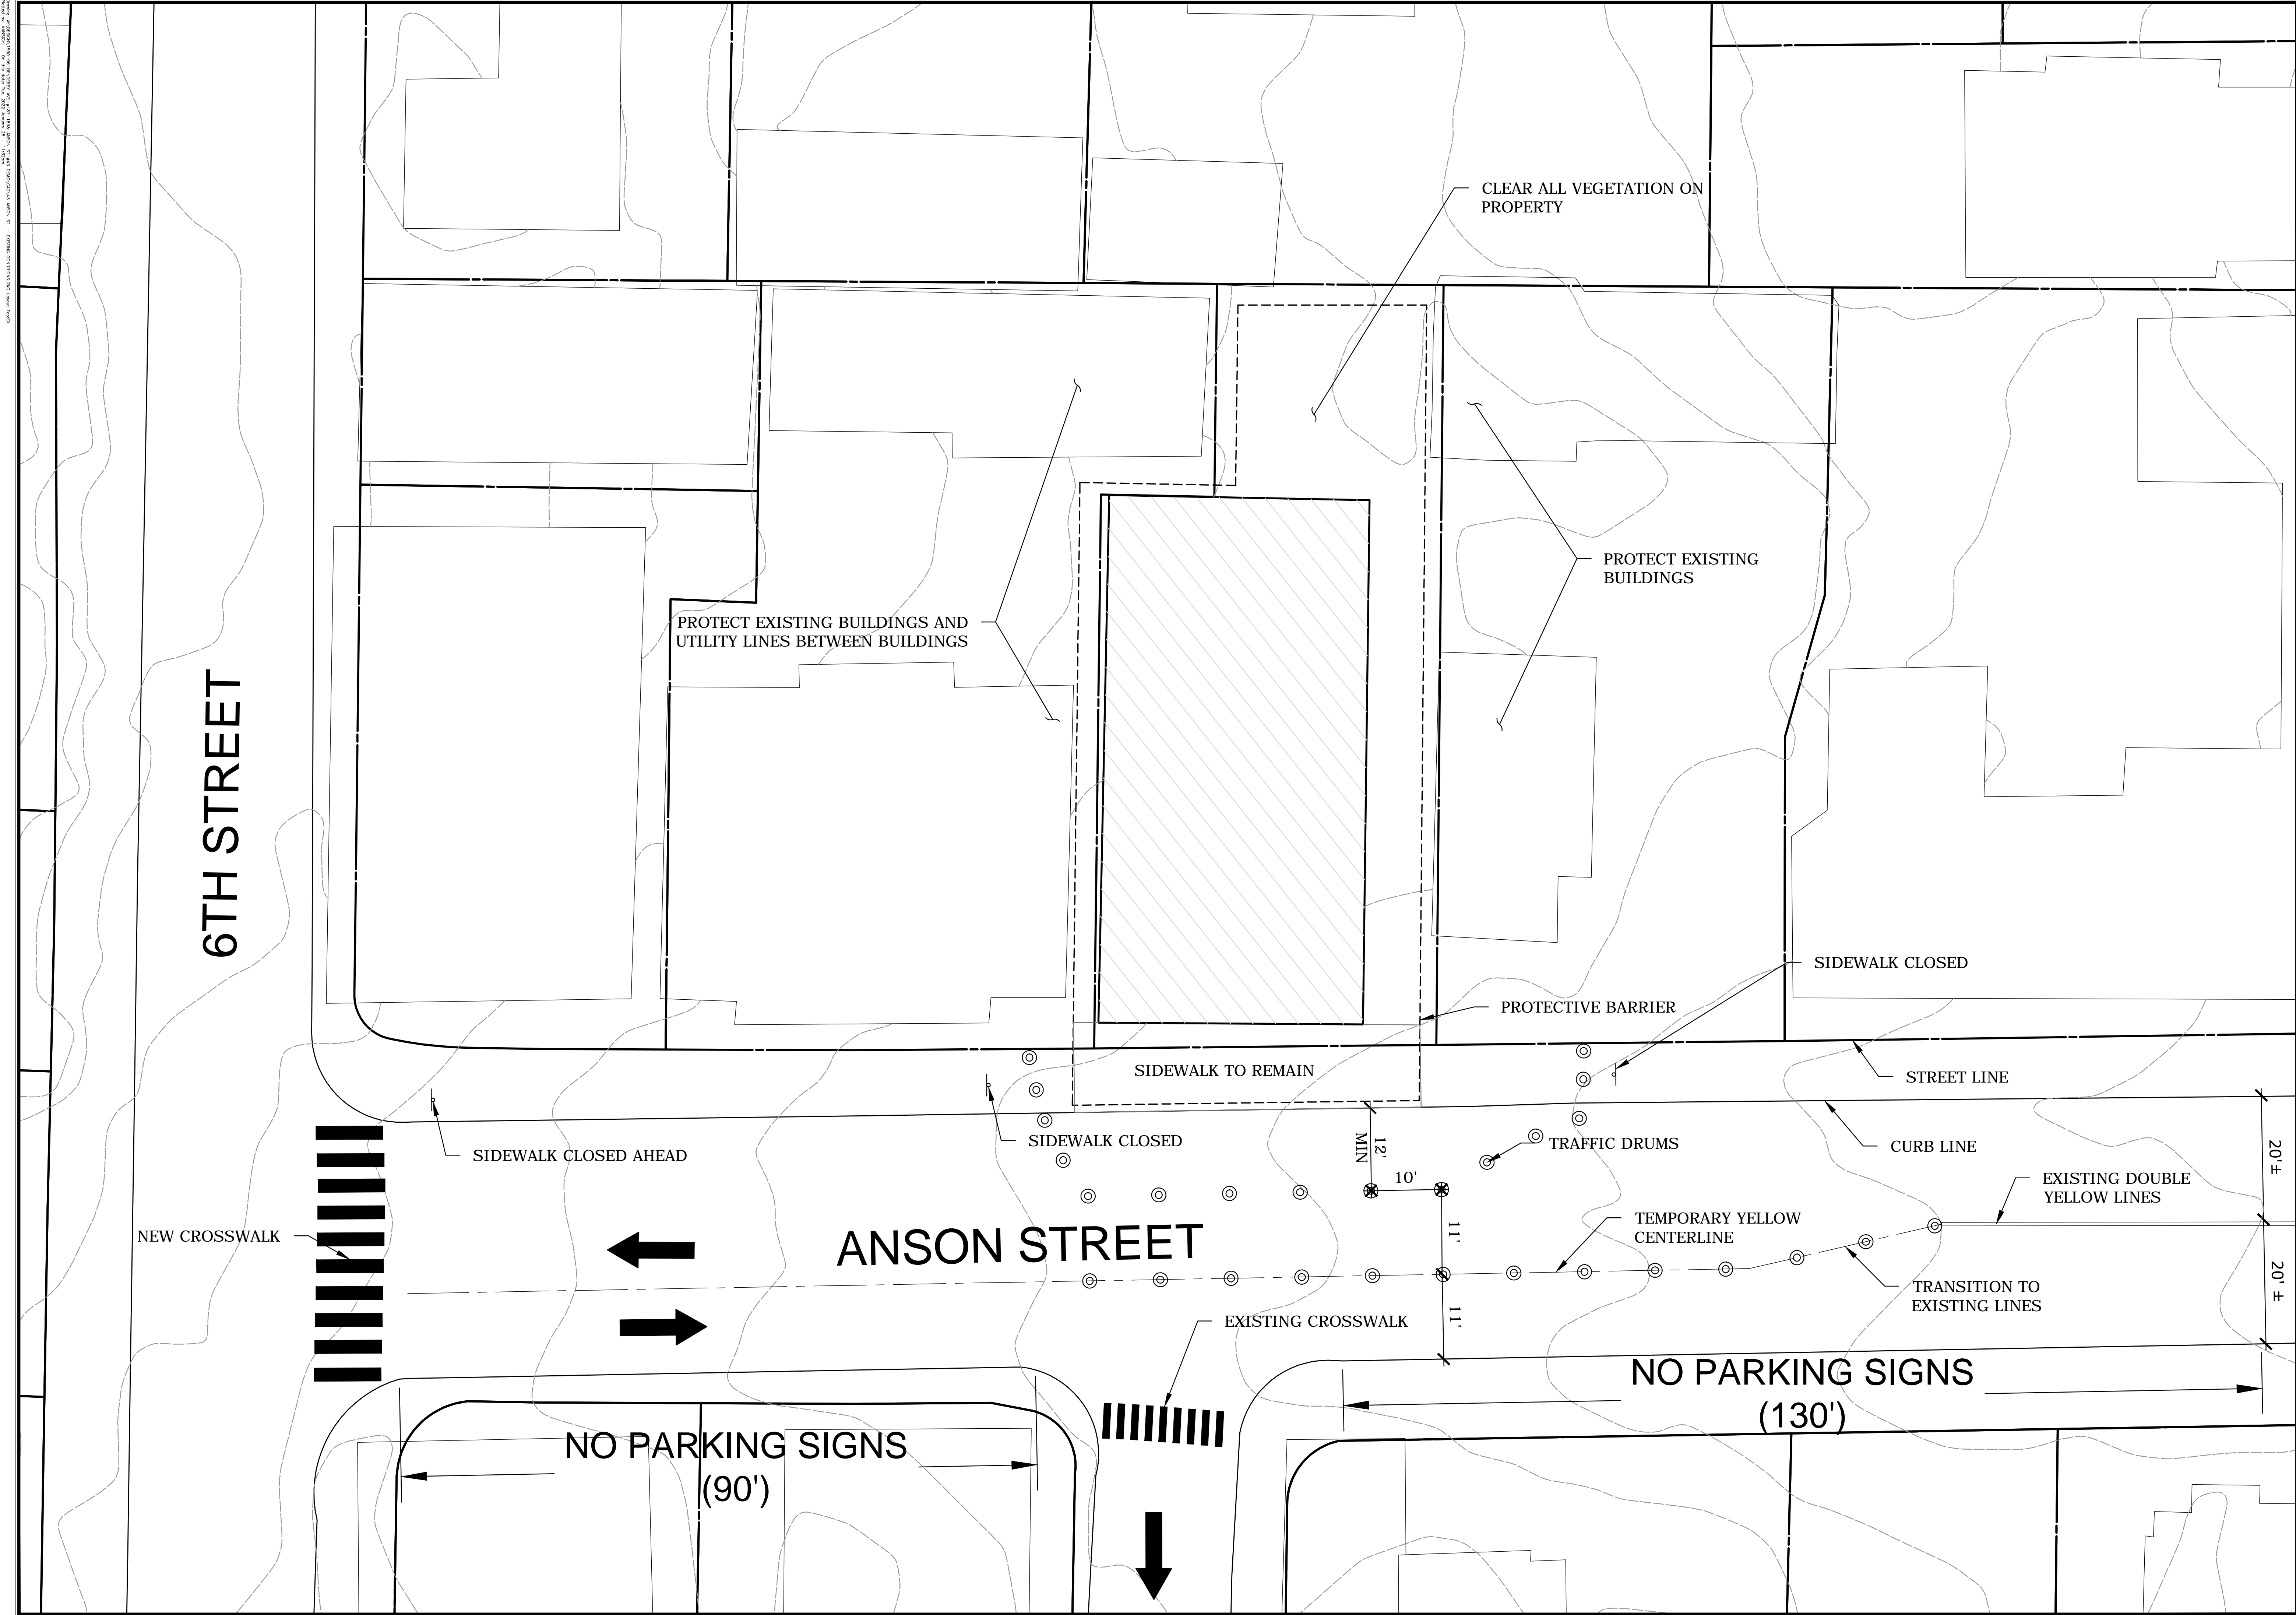 CLEAR ALL VEGETATION ON
PROPERTY
PROTECT EXISTING
BUILDINGS
PROTECT EXISTING BUILDINGS AND
UTILITY LINES BETWEEN BUILDINGS
6TH STREET
SIDEWALK CLOSED
PROTECTIVE BARRIER
SIDEWALK TO REMAIN
STREET LINE
SIDEWALK CLOSED AHEAD
SIDEWALK CLOSED
12'
MIN
10'
TRAFFIC DRUMS
CURB LINE
20'±
EXISTING DOUBLE
YELLOW LINES
NEW CROSSWALK
ANSON STREET
11'
TEMPORARY YELLOW
CENTERLINE
20' ±
TRANSITION TO
EXISTING LINES
EXISTING CROSSWALK
11'
NO PARKING SIGNS
(130')
NO PARKING SIGNS
(90')